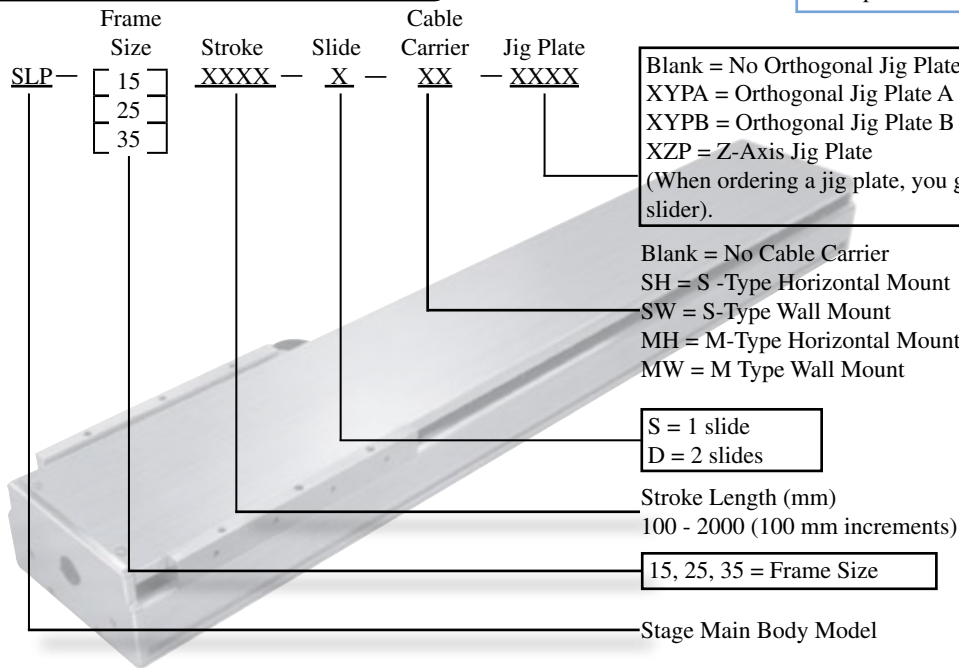 Frame
Size
Stroke
Slide
Cable
Carrier
Jig Plate
SLP — 15 XXXX — X — XX — XXXX
25
35
Blank = No Orthogonal Jig Plate
XYPA = Orthogonal Jig Plate A
XYPB = Orthogonal Jig Plate B
XZP = Z-Axis Jig Plate
(When ordering a jig plate, you
slider).
Blank = No Cable Carrier
SH = S -Type Horizontal Mount
SW = S-Type Wall Mount
MH = M-Type Horizontal Mount
MW = M Type Wall Mount
S = 1 slide
D = 2 slides
Stroke Length (mm)
100 - 2000 (100 mm increments)
15, 25, 35 = Frame Size
Stage Main Body Model